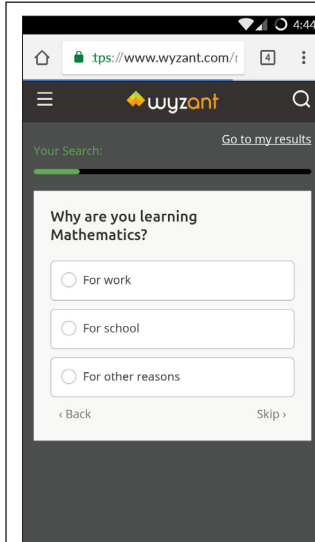 4:44
tps://www.wyzant.com/r
4
wyzant
Go to my results
Your Search:
Why are you learning
Mathematics?
For work
For school
For other reasons
‹ Back
Skip ›